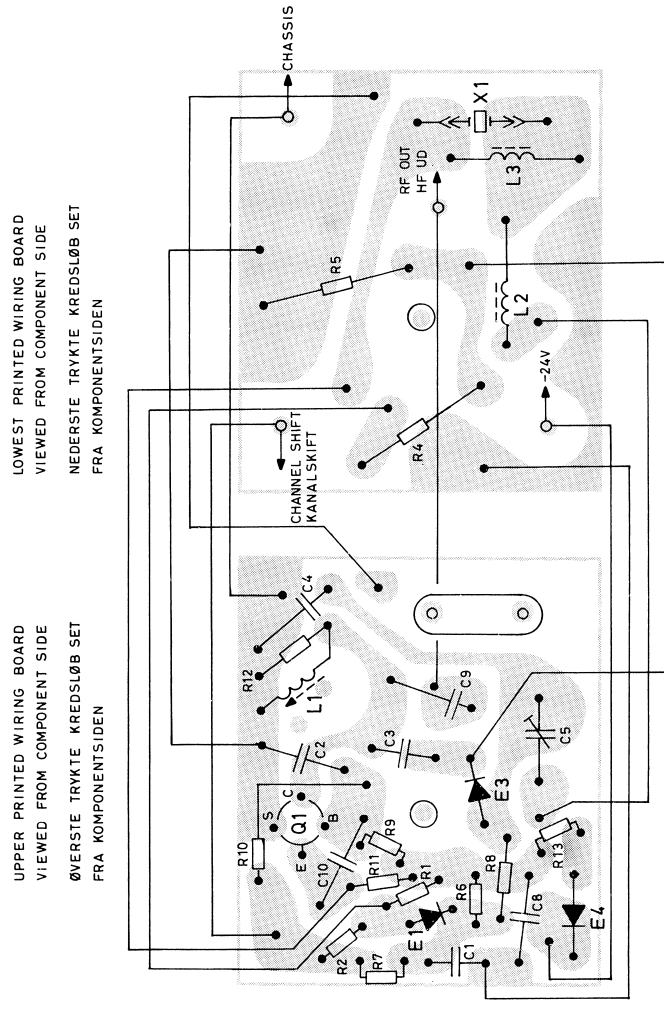 UPPER PRINTED WIRING BOARD
VIEWED FROM COMPONENT SIDE
ØVERSTE TRYKTE KREDSLØB SET
FRA KOMPONENTSIDEN
LOWEST PRINTED WIRING BOARD
VIEWED FROM COMPONENT SIDE
NEDERSTE TRYKTE KREDSLØB SET
FRA KOMPONENTSIDEN
CHASSIS
R10
S
C
Q1
E
B
C2
R12
L1
C4
C10
R9
R11
R1
C3
R2
R7
E1
C1
R6
R8
E3
C9
C8
R13
C5
E4
CHANNEL SHIFT
KANALSKIFT
R5
R4
RF OUT
HF UD
X1
L3
L2
-24V